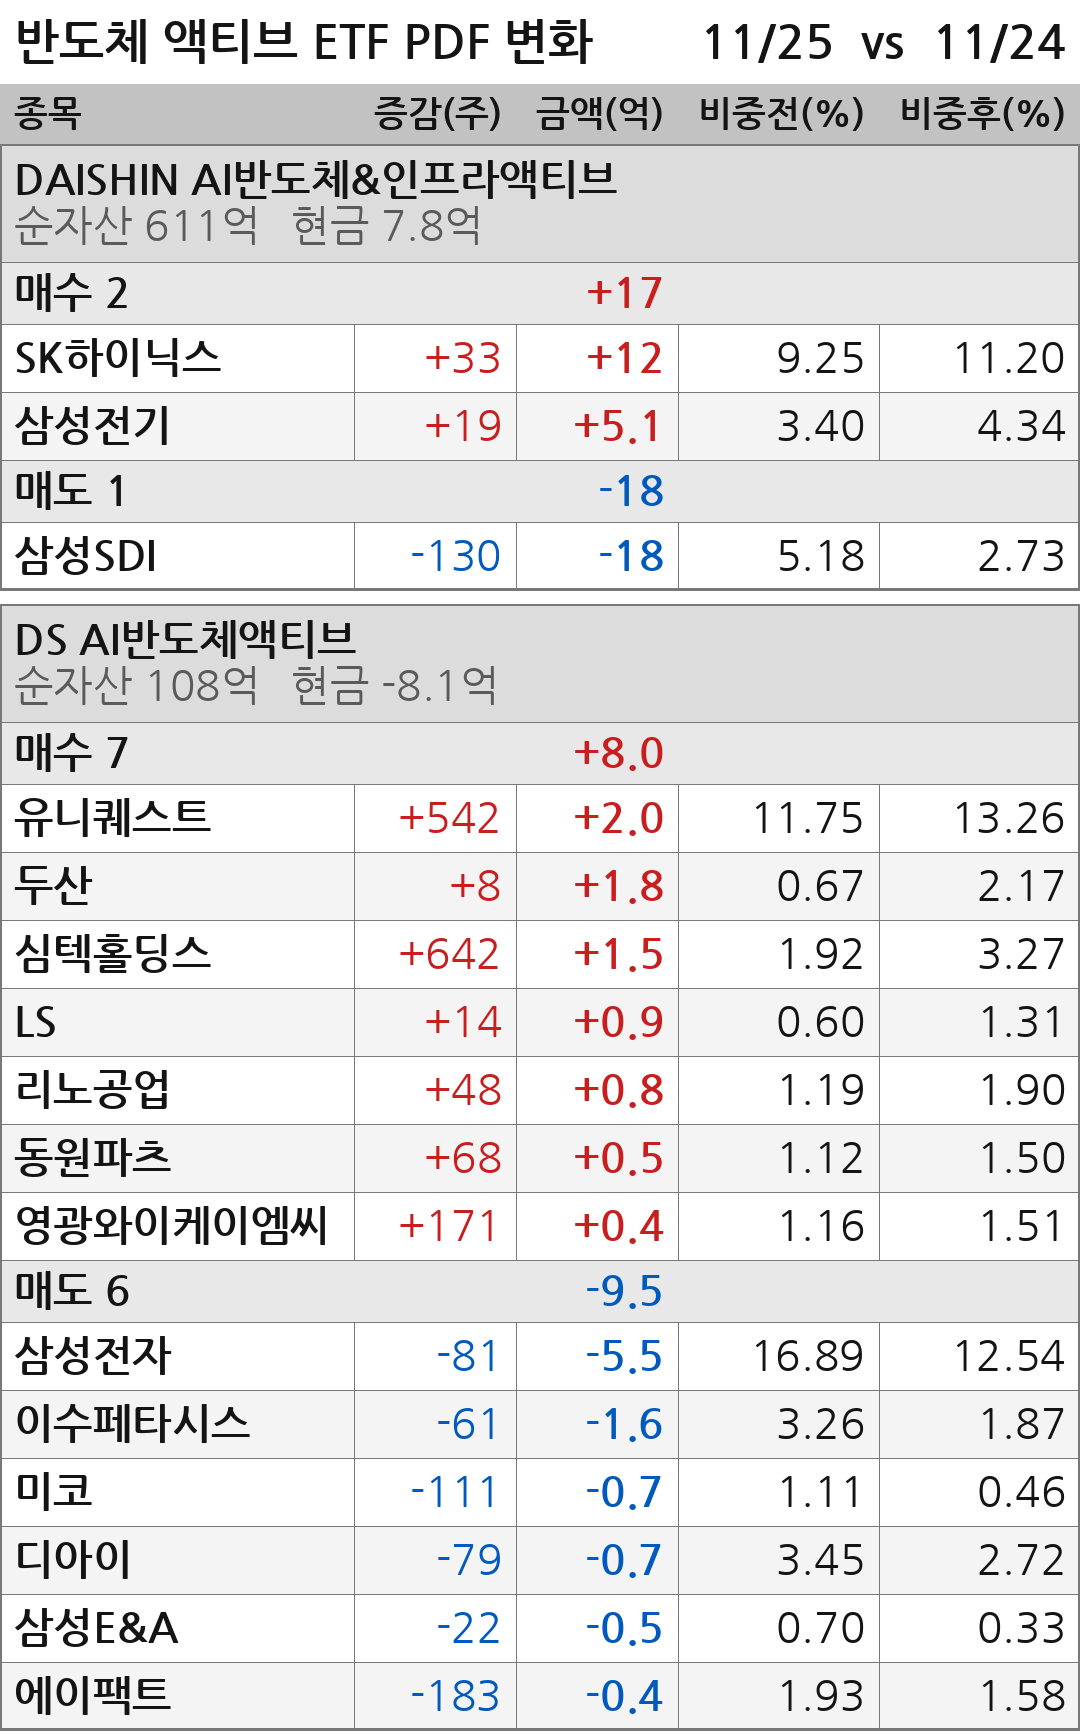 반도체 액티브 ETF PDF 변화 11/25 vs 11/24
종목 증감(주) 금액(억) 비중전(%) 비중후(%)
DAISHIN AI반도체&인프라액티브
순자산 611억 현금 7.8억
매수 2 +17
SK하이닉스 +33 +12 9.25 11.20
삼성전기 +19 +5.1 3.40 4.34
매도 1 -18
삼성SDI -130 -18 5.18 2.73
DS AI반도체액티브
순자산 108억 현금 -8.1억
매수 7 +8.0
유니퀘스트 +542 +2.0 11.75 13.26
두산 +8 +1.8 0.67 2.17
심텍홀딩스 +642 +1.5 1.92 3.27
LS +14 +0.9 0.60 1.31
리노공업 +48 +0.8 1.19 1.90
동원파츠 +68 +0.5 1.12 1.50
영광와이케이엠씨 +171 +0.4 1.16 1.51
매도 6 -9.5
삼성전자 -81 -5.5 16.89 12.54
이수페타시스 -61 -1.6 3.26 1.87
미코 -111 -0.7 1.11 0.46
디아이 -79 -0.7 3.45 2.72
삼성E&A -22 -0.5 0.70 0.33
에이팩트 -183 -0.4 1.93 1.58